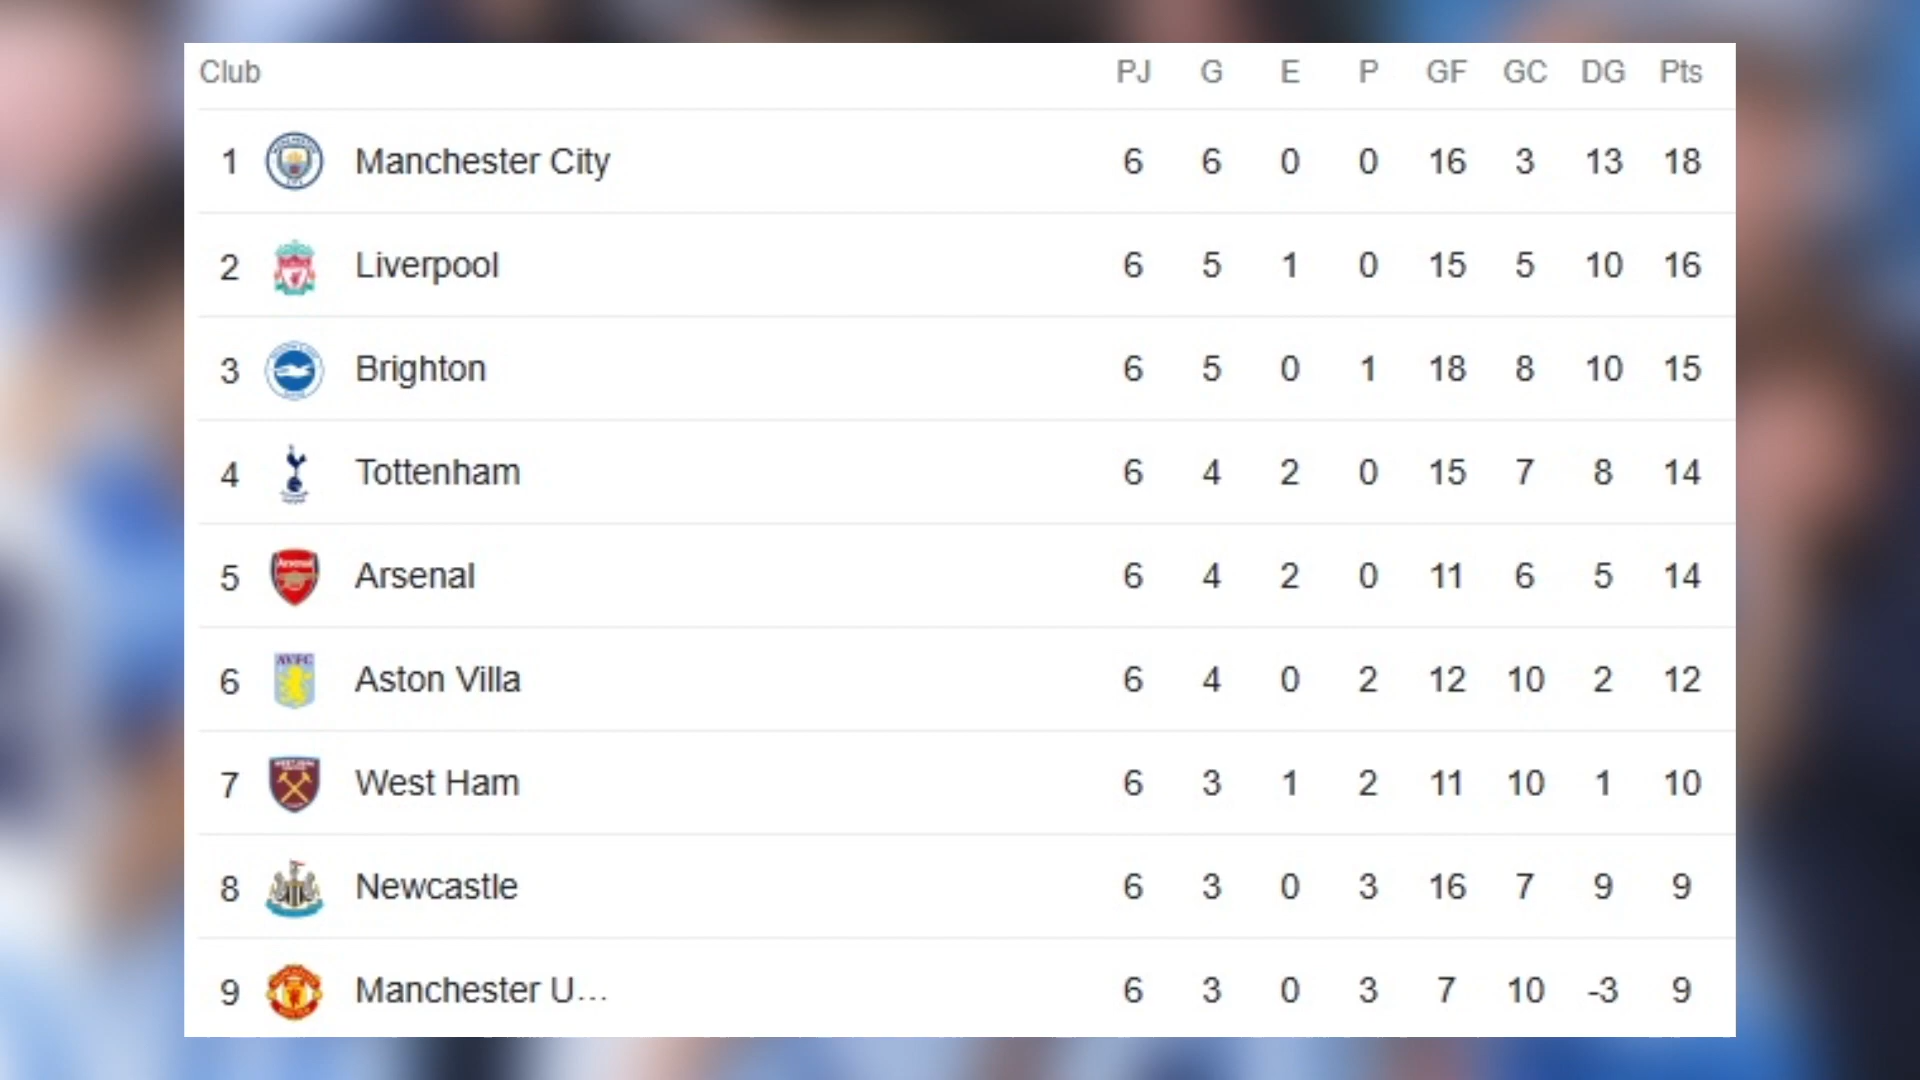 Club PJ G E P GF GC DG Pts
1 Manchester City 6 6 0 0 16 3 13 18
2 Liverpool 6 5 1 0 15 5 10 16
3 Brighton 6 5 0 1 18 8 10 15
4 Tottenham 6 4 2 0 15 7 8 14
5 Arsenal 6 4 2 0 11 6 5 14
6 AVFC Aston Villa 6 4 0 2 12 10 2 12
7 West Ham 6 3 1 2 11 10 1 10
8 Newcastle 6 3 0 3 16 7 9 9
9 Manchester U... 6 3 0 3 7 10 -3 9